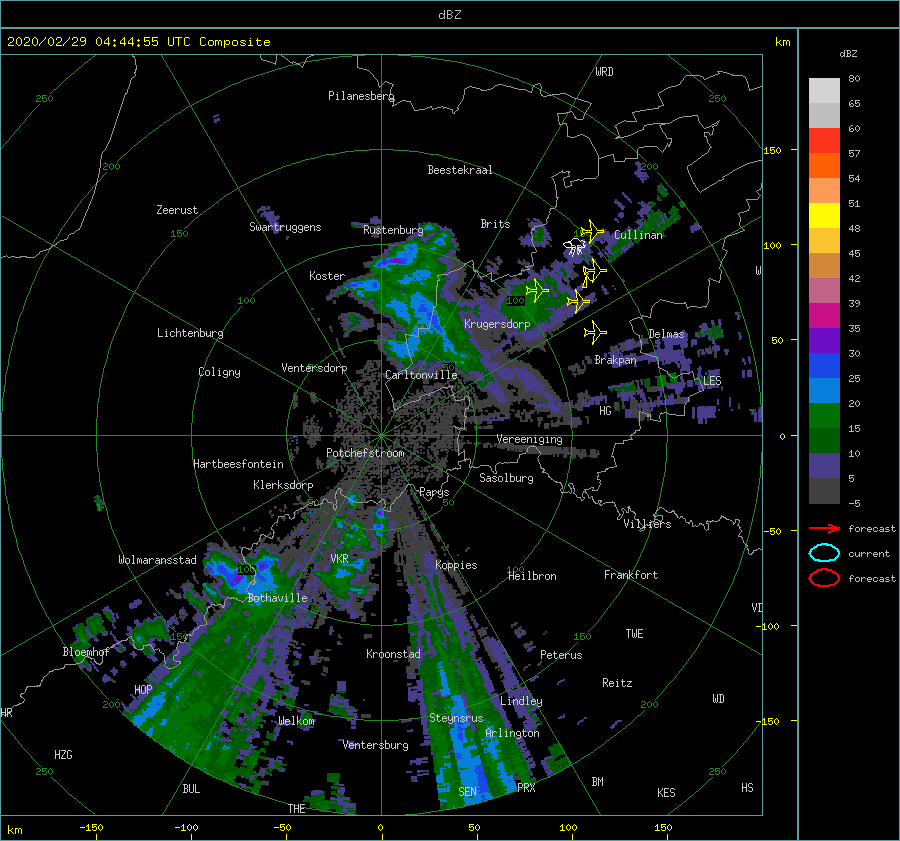 dBZ
2020/02/29 04:44:55 UTC Composite
km
dBZ
WRD
250
250
80
Pilanesberg
65
60
150
57
200
200
Beestekraal
54
Zeerust
51
Brits
Swartruggens
Rustenburg
150
Cullinan
48
100
45
Koster
W
42
100
100
39
Krugersdorp
35
Lichtenburg
Delmas
50
30
Brakpan
Ventersdorp
Coligny
Carltonville
25
LES
20
HG
15
Vereeniging
0
10
Potchefstroom
Hartbeesfontein
Sasolburg
5
Klerksdorp
Parys
50
50
-5
Villiers
forecast
-50
current
Wolmaransstad
VKR
Koppies
100
100
Heilbron
Frankfort
forecast
Bothaville
VD
-100
150
150
TWE
Bloemhof
Kroonstad
Peterus
Reitz
HOP
WD
200
Lindley
200
HR
Welkom
Steynsrus
-150
Arlington
Ventersburg
HZG
250
250
BUL
SEN
PRX
BM
KES
HS
THE
km
-150
-100
-50
0
50
100
150